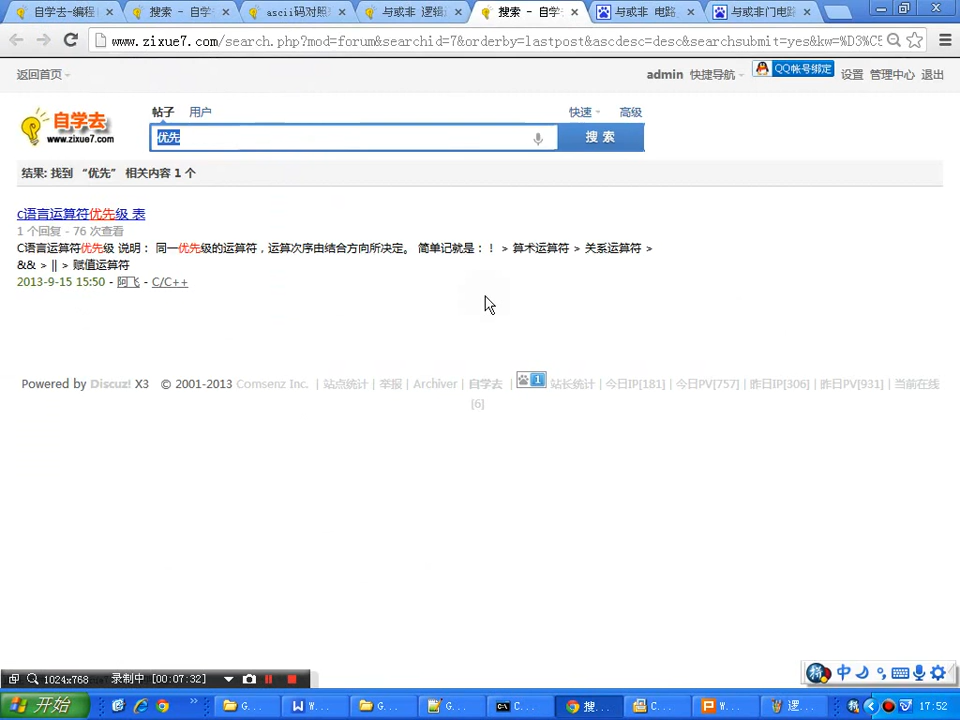 自学去-编程
搜索 - 自学
ascii码对照
与或非 逻辑
搜索 - 自学
与或非 电路
与或非门电路
www.zixue7.com/search.php?mod=forum&searchid=7&orderby=lastpost&ascdesc=desc&searchsubmit=yes&kw=%D3%C5
返回首页
admin 快捷导航 QQ帐号绑定 设置 管理中心 退出
自学去
www.zixue7.com
帖子 用户 快速 高级
优先 搜索
结果: 找到 “优先” 相关内容 1 个
c语言运算符优先级 表
1 个回复 - 76 次查看
C语言运算符优先级 说明： 同一优先级的运算符，运算次序由结合方向所决定。 简单记就是：！ > 算术运算符 > 关系运算符 >
&& > || > 赋值运算符
2013-9-15 15:50 - 阿飞 - C/C++
Powered by Discuz! X3 © 2001-2013 Comsenz Inc. | 站点统计 | 举报 | Archiver | 自学去 | 1 站长统计 | 今日IP[181] | 今日PV[757] | 昨日IP[306] | 昨日PV[931] | 当前在线
[6]
1024x768 录制中 [00:07:32]
拼 中
开始 G... W... G... G... C... 搜... C... W... 逻... 17:52